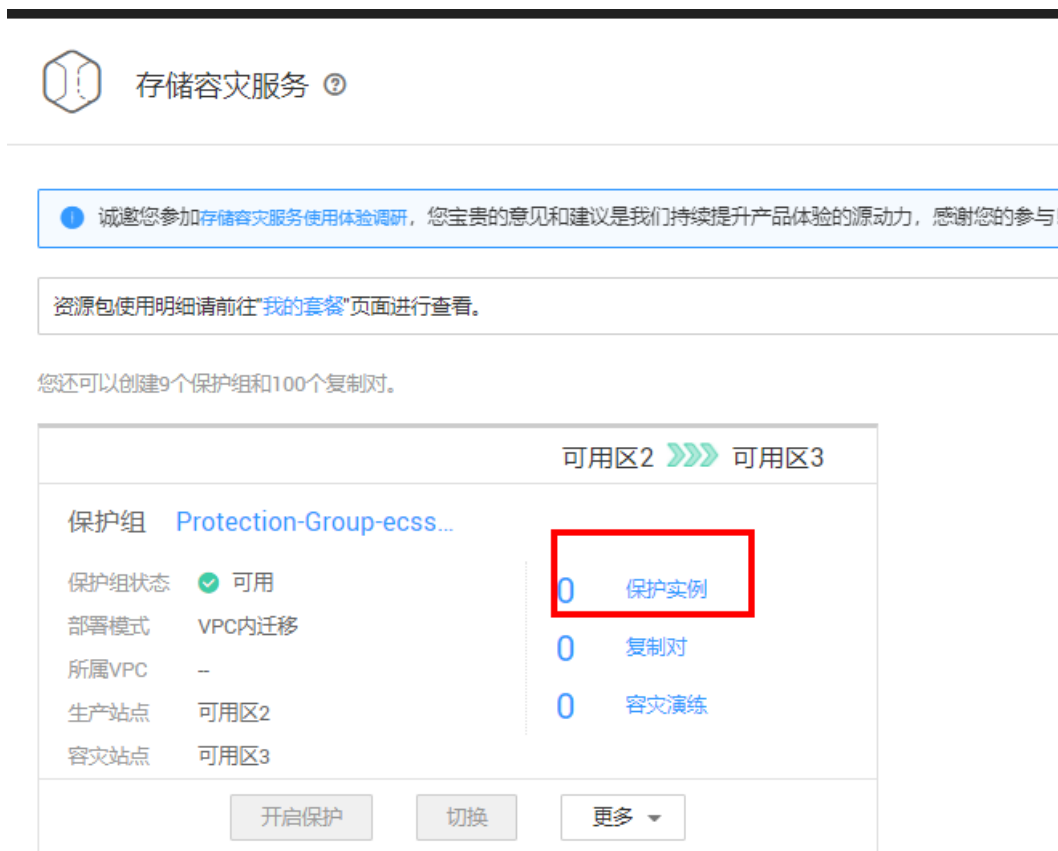 存储容灾服务
诚邀您参加存储容灾服务使用体验调研，您宝贵的意见和建议是我们持续提升产品体验的源动力，感谢您的参与
资源包使用明细请前往"我的套餐"页面进行查看。
您还可以创建9个保护组和100个复制对。
可用区2 可用区3
保护组 Protection-Group-ecss...
保护组状态 可用
0 保护实例
部署模式 VPC内迁移
0 复制对
所属VPC --
0 容灾演练
生产站点 可用区2
容灾站点 可用区3
开启保护 切换 更多